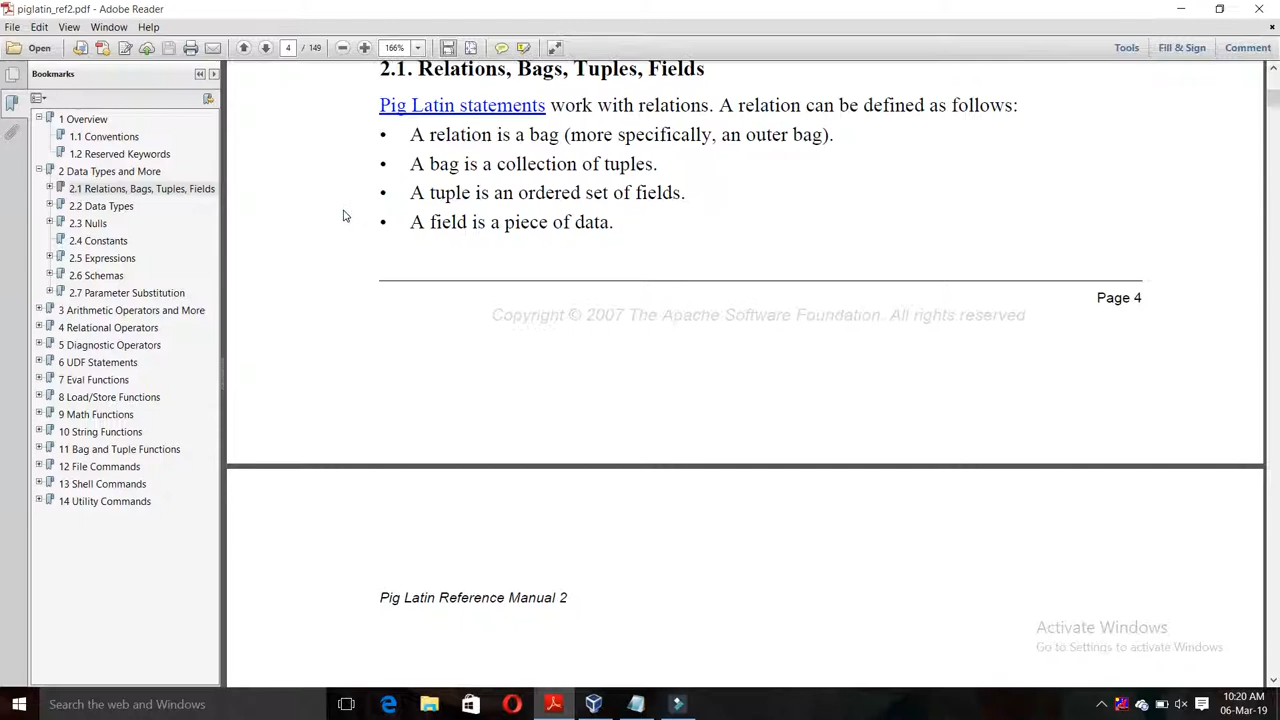 piglatin_ref2.pdf - Adobe Reader
File Edit View Window Help
Open 4 / 149 166% Tools Fill & Sign Comment
Bookmarks
1 Overview
1.1 Conventions
1.2 Reserved Keywords
2 Data Types and More
2.1 Relations, Bags, Tuples, Fields
2.2 Data Types
2.3 Nulls
2.4 Constants
2.5 Expressions
2.6 Schemas
2.7 Parameter Substitution
3 Arithmetic Operators and More
4 Relational Operators
5 Diagnostic Operators
6 UDF Statements
7 Eval Functions
8 Load/Store Functions
9 Math Functions
10 String Functions
11 Bag and Tuple Functions
12 File Commands
13 Shell Commands
14 Utility Commands
2.1. Relations, Bags, Tuples, Fields
Pig Latin statements work with relations. A relation can be defined as follows:
• A relation is a bag (more specifically, an outer bag).
• A bag is a collection of tuples.
• A tuple is an ordered set of fields.
• A field is a piece of data.
Page 4
Copyright © 2007 The Apache Software Foundation. All rights reserved
Pig Latin Reference Manual 2
Activate Windows
Go to Settings to activate Windows
Search the web and Windows
10:20 AM
06-Mar-19